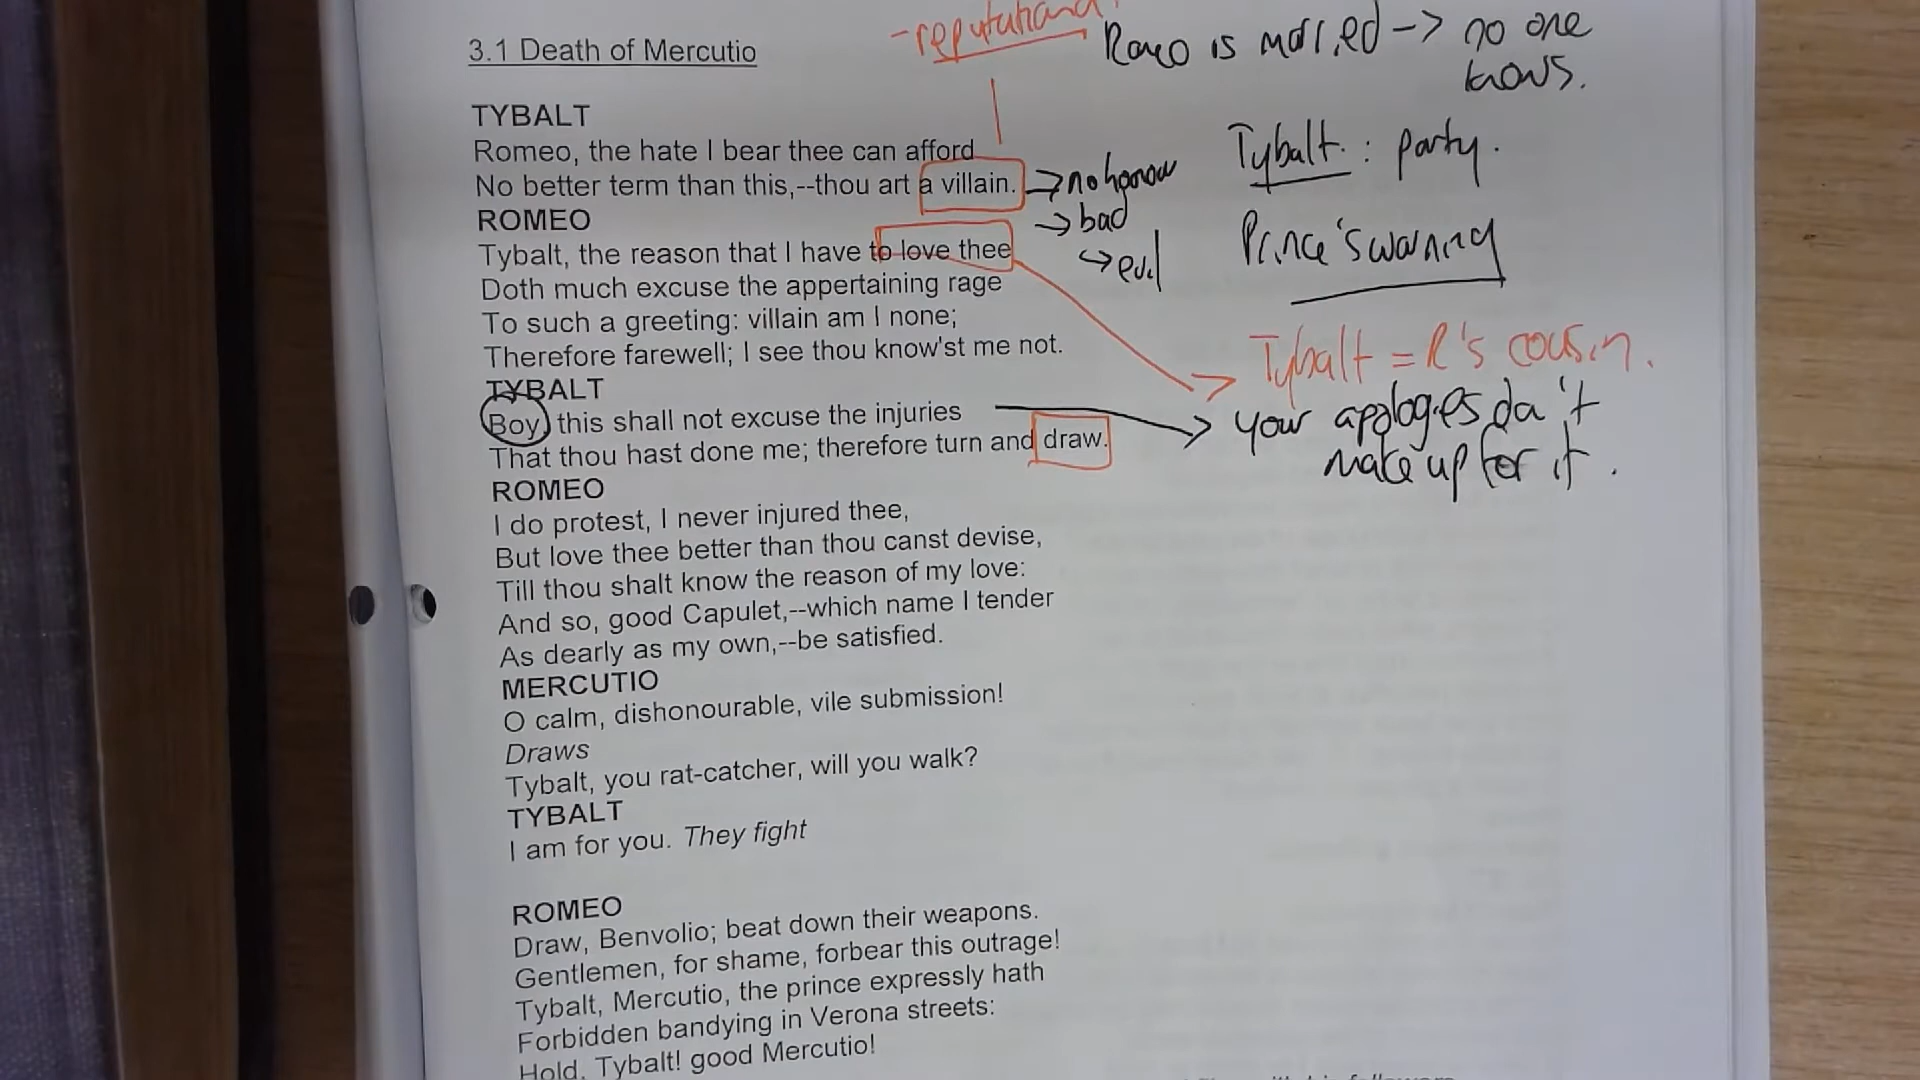 -reputation
Romeo is married -> no one
knows.
3.1 Death of Mercutio
TYBALT
Romeo, the hate I bear thee can afford
No better term than this,--thou art a villain.
-> no honour
-> bad
-> evil
Tybalt : party.
Prince's warning
ROMEO
Tybalt, the reason that I have to love thee
Doth much excuse the appertaining rage
To such a greeting: villain am I none;
Therefore farewell; I see thou know'st me not.
Tybalt = R's cousin.
TYBALT
Boy, this shall not excuse the injuries
That thou hast done me; therefore turn and draw.
your apologies don't
make up for it.
ROMEO
I do protest, I never injured thee,
But love thee better than thou canst devise,
Till thou shalt know the reason of my love:
And so, good Capulet,--which name I tender
As dearly as my own,--be satisfied.
MERCUTIO
O calm, dishonourable, vile submission!
Draws
Tybalt, you rat-catcher, will you walk?
TYBALT
I am for you. They fight
ROMEO
Draw, Benvolio; beat down their weapons.
Gentlemen, for shame, forbear this outrage!
Tybalt, Mercutio, the prince expressly hath
Forbidden bandying in Verona streets:
Hold, Tybalt! good Mercutio!